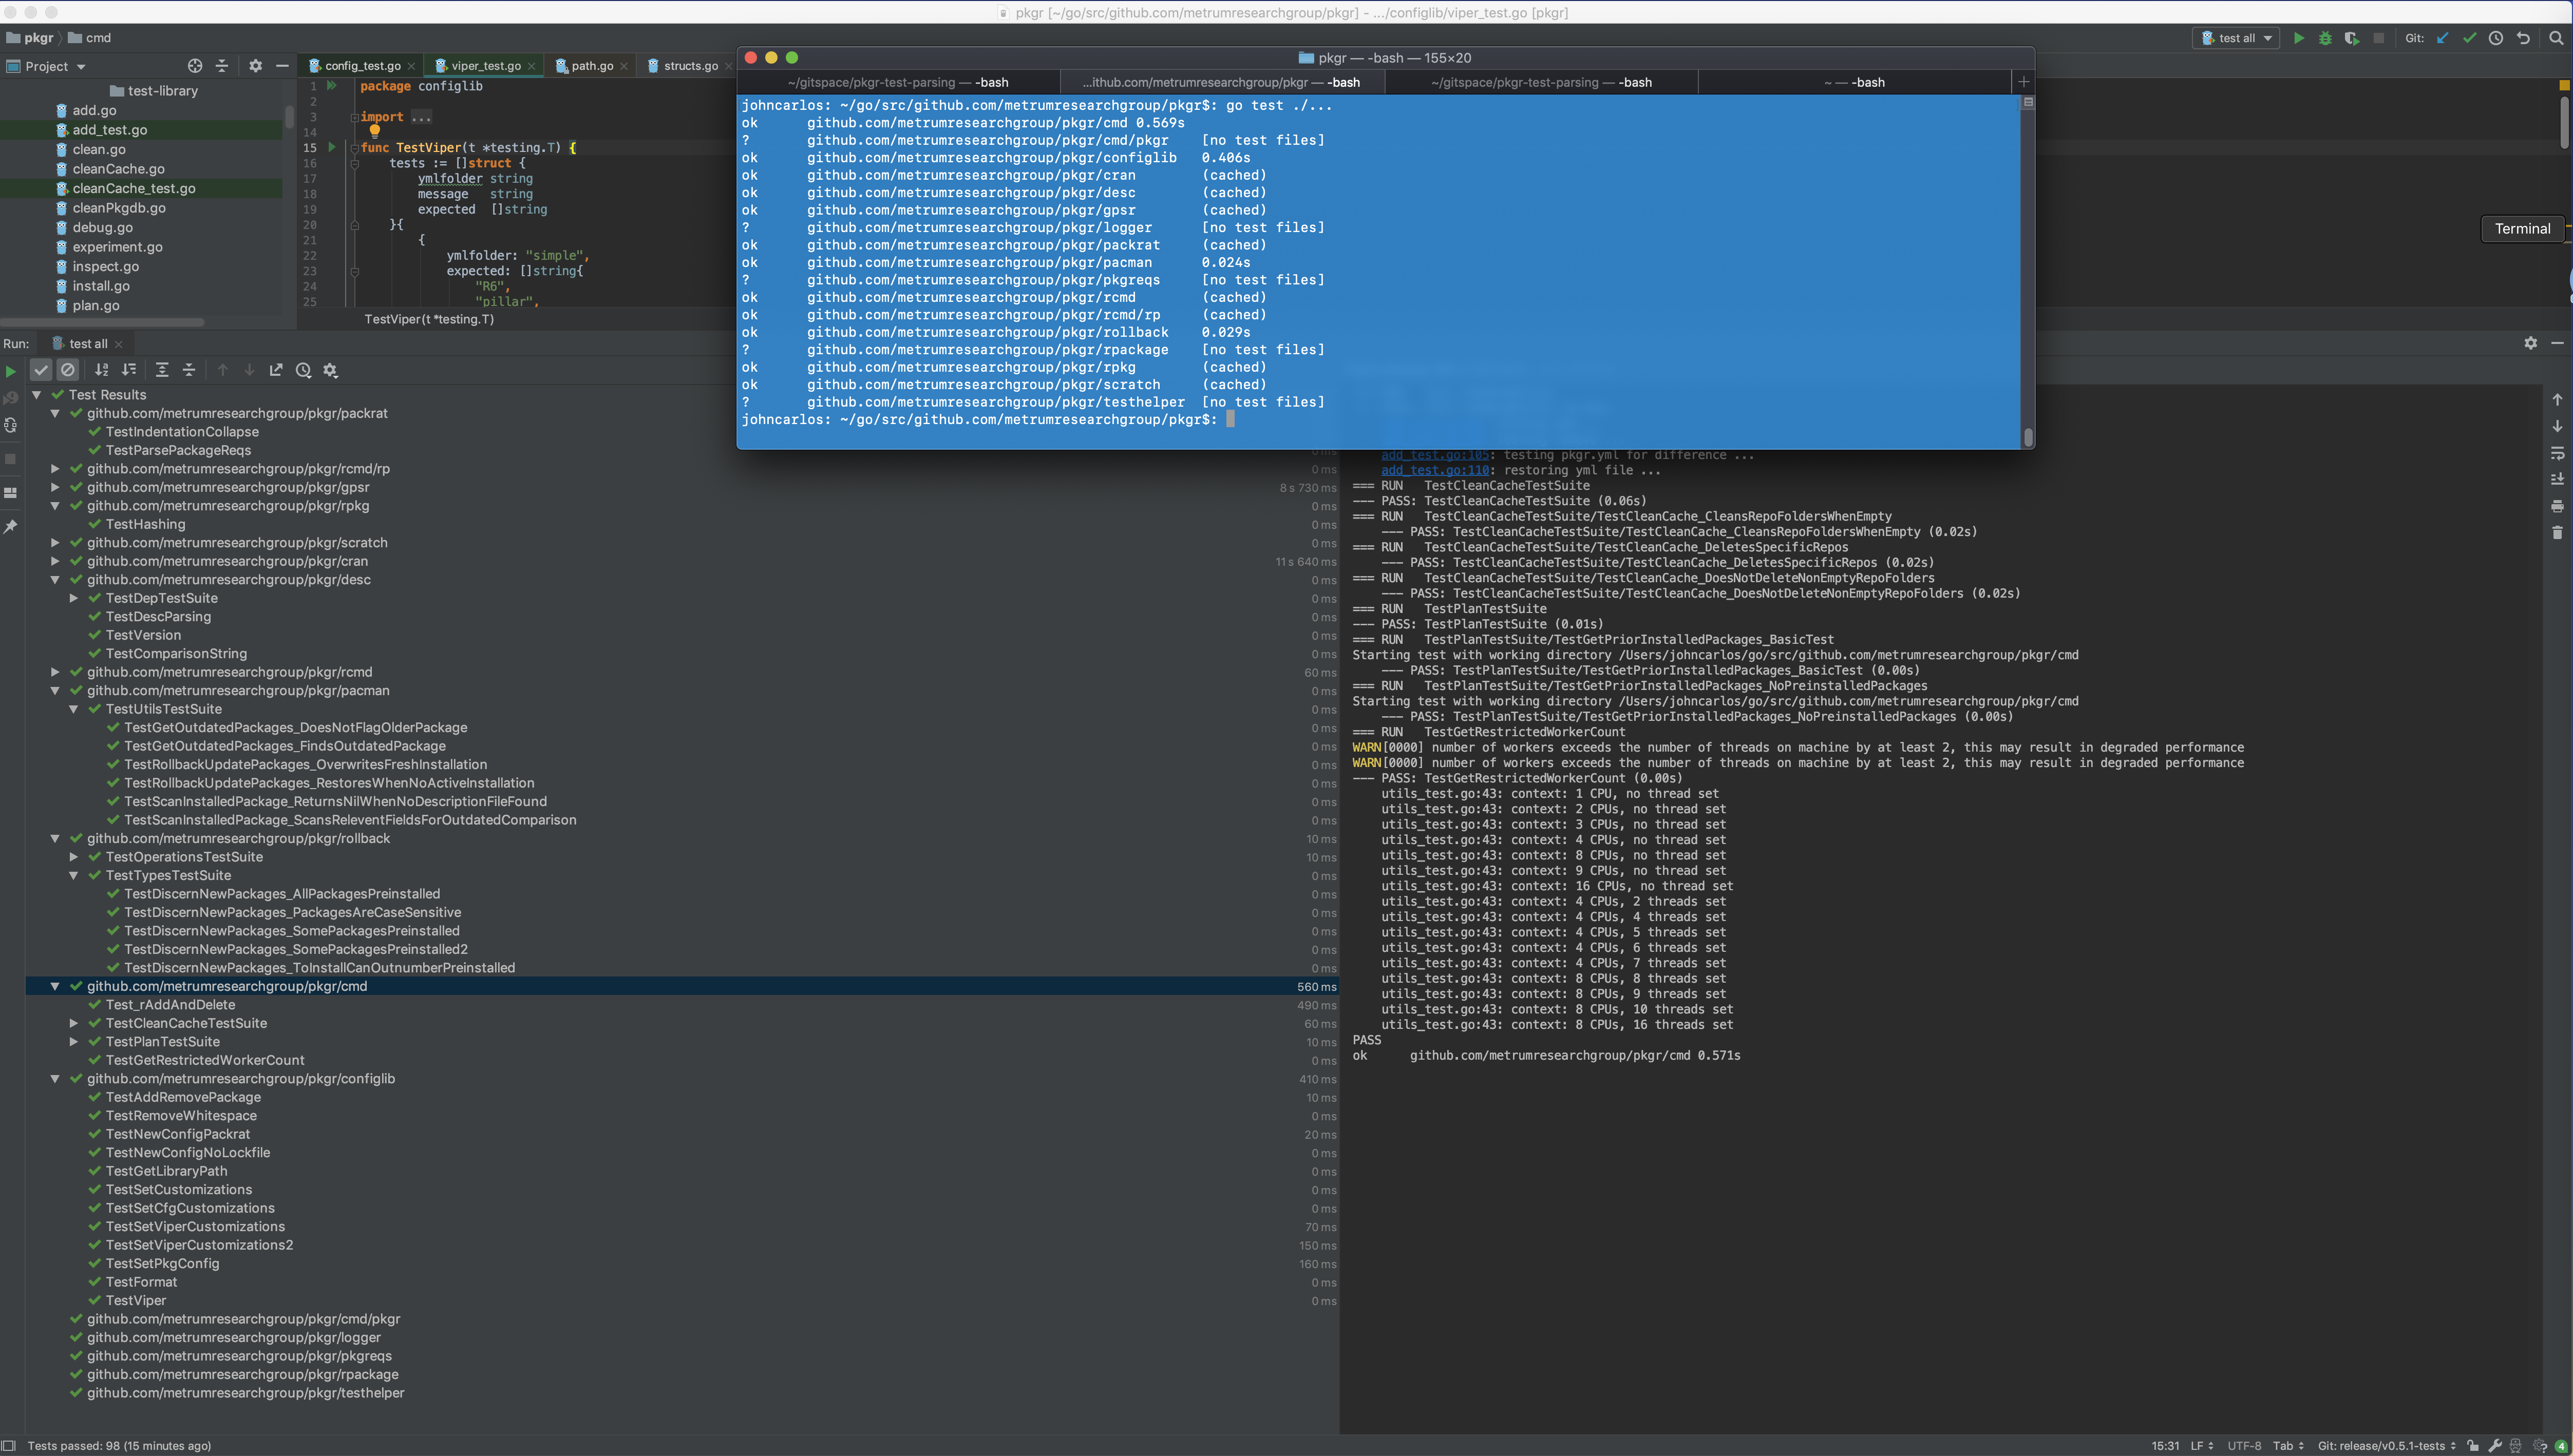 pkgr [~/go/src/github.com/metrumresearchgroup/pkgr] - .../configlib/viper_test.go [pkgr]
pkgr cmd
test all Git:
Project
config_test.go viper_test.go path.go structs.go
test-library
add.go
add_test.go
clean.go
cleanCache.go
cleanCache_test.go
cleanPkgdb.go
debug.go
experiment.go
inspect.go
install.go
plan.go
1 package configlib
2
3 import ...
14
15 func TestViper(t *testing.T) {
16 tests := []struct {
17 ymlfolder string
18 message string
19 expected []string
20 }{
21 {
22 ymlfolder: "simple",
23 expected: []string{
24 "R6",
25 "pillar",
TestViper(t *testing.T)
pkgr — -bash — 155×20
~/gitspace/pkgr-test-parsing — -bash ...ithub.com/metrumresearchgroup/pkgr — -bash ~/gitspace/pkgr-test-parsing — -bash ~ — -bash
johncarlos: ~/go/src/github.com/metrumresearchgroup/pkgr$: go test ./...
ok github.com/metrumresearchgroup/pkgr/cmd 0.569s
? github.com/metrumresearchgroup/pkgr/cmd/pkgr [no test files]
ok github.com/metrumresearchgroup/pkgr/configlib 0.406s
ok github.com/metrumresearchgroup/pkgr/cran (cached)
ok github.com/metrumresearchgroup/pkgr/desc (cached)
ok github.com/metrumresearchgroup/pkgr/gpsr (cached)
? github.com/metrumresearchgroup/pkgr/logger [no test files]
ok github.com/metrumresearchgroup/pkgr/packrat (cached)
ok github.com/metrumresearchgroup/pkgr/pacman 0.024s
? github.com/metrumresearchgroup/pkgr/pkgreqs [no test files]
ok github.com/metrumresearchgroup/pkgr/rcmd (cached)
ok github.com/metrumresearchgroup/pkgr/rcmd/rp (cached)
ok github.com/metrumresearchgroup/pkgr/rollback 0.029s
? github.com/metrumresearchgroup/pkgr/rpackage [no test files]
ok github.com/metrumresearchgroup/pkgr/rpkg (cached)
ok github.com/metrumresearchgroup/pkgr/scratch (cached)
? github.com/metrumresearchgroup/pkgr/testhelper [no test files]
johncarlos: ~/go/src/github.com/metrumresearchgroup/pkgr$:
Terminal
Run: test all
Test Results
github.com/metrumresearchgroup/pkgr/packrat
TestIndentationCollapse
TestParsePackageReqs
github.com/metrumresearchgroup/pkgr/rcmd/rp 0 ms
github.com/metrumresearchgroup/pkgr/gpsr 8 s 730 ms
github.com/metrumresearchgroup/pkgr/rpkg 0 ms
TestHashing 0 ms
github.com/metrumresearchgroup/pkgr/scratch 0 ms
github.com/metrumresearchgroup/pkgr/cran 11 s 640 ms
github.com/metrumresearchgroup/pkgr/desc 0 ms
TestDepTestSuite 0 ms
TestDescParsing 0 ms
TestVersion 0 ms
TestComparisonString 0 ms
github.com/metrumresearchgroup/pkgr/rcmd 60 ms
github.com/metrumresearchgroup/pkgr/pacman 0 ms
TestUtilsTestSuite 0 ms
TestGetOutdatedPackages_DoesNotFlagOlderPackage 0 ms
TestGetOutdatedPackages_FindsOutdatedPackage 0 ms
TestRollbackUpdatePackages_OverwritesFreshInstallation 0 ms
TestRollbackUpdatePackages_RestoresWhenNoActiveInstallation 0 ms
TestScanInstalledPackage_ReturnsNilWhenNoDescriptionFileFound 0 ms
TestScanInstalledPackage_ScansReleventFieldsForOutdatedComparison 0 ms
github.com/metrumresearchgroup/pkgr/rollback 10 ms
TestOperationsTestSuite 10 ms
TestTypesTestSuite 0 ms
TestDiscernNewPackages_AllPackagesPreinstalled 0 ms
TestDiscernNewPackages_PackagesAreCaseSensitive 0 ms
TestDiscernNewPackages_SomePackagesPreinstalled 0 ms
TestDiscernNewPackages_SomePackagesPreinstalled2 0 ms
TestDiscernNewPackages_ToInstallCanOutnumberPreinstalled 0 ms
github.com/metrumresearchgroup/pkgr/cmd 560 ms
Test_rAddAndDelete 490 ms
TestCleanCacheTestSuite 60 ms
TestPlanTestSuite 10 ms
TestGetRestrictedWorkerCount 0 ms
github.com/metrumresearchgroup/pkgr/configlib 410 ms
TestAddRemovePackage 10 ms
TestRemoveWhitespace 0 ms
TestNewConfigPackrat 20 ms
TestNewConfigNoLockfile 0 ms
TestGetLibraryPath 0 ms
TestSetCustomizations 0 ms
TestSetCfgCustomizations 0 ms
TestSetViperCustomizations 70 ms
TestSetViperCustomizations2 150 ms
TestSetPkgConfig 160 ms
TestFormat 0 ms
TestViper 0 ms
github.com/metrumresearchgroup/pkgr/cmd/pkgr
github.com/metrumresearchgroup/pkgr/logger
github.com/metrumresearchgroup/pkgr/pkgreqs
github.com/metrumresearchgroup/pkgr/rpackage
github.com/metrumresearchgroup/pkgr/testhelper
add_test.go:105: testing pkgr.yml for difference ...
add_test.go:110: restoring yml file ...
=== RUN TestCleanCacheTestSuite
--- PASS: TestCleanCacheTestSuite (0.06s)
=== RUN TestCleanCacheTestSuite/TestCleanCache_CleansRepoFoldersWhenEmpty
--- PASS: TestCleanCacheTestSuite/TestCleanCache_CleansRepoFoldersWhenEmpty (0.02s)
=== RUN TestCleanCacheTestSuite/TestCleanCache_DeletesSpecificRepos
--- PASS: TestCleanCacheTestSuite/TestCleanCache_DeletesSpecificRepos (0.02s)
=== RUN TestCleanCacheTestSuite/TestCleanCache_DoesNotDeleteNonEmptyRepoFolders
--- PASS: TestCleanCacheTestSuite/TestCleanCache_DoesNotDeleteNonEmptyRepoFolders (0.02s)
=== RUN TestPlanTestSuite
--- PASS: TestPlanTestSuite (0.01s)
=== RUN TestPlanTestSuite/TestGetPriorInstalledPackages_BasicTest
Starting test with working directory /Users/johncarlos/go/src/github.com/metrumresearchgroup/pkgr/cmd
--- PASS: TestPlanTestSuite/TestGetPriorInstalledPackages_BasicTest (0.00s)
=== RUN TestPlanTestSuite/TestGetPriorInstalledPackages_NoPreinstalledPackages
Starting test with working directory /Users/johncarlos/go/src/github.com/metrumresearchgroup/pkgr/cmd
--- PASS: TestPlanTestSuite/TestGetPriorInstalledPackages_NoPreinstalledPackages (0.00s)
=== RUN TestGetRestrictedWorkerCount
WARN[0000] number of workers exceeds the number of threads on machine by at least 2, this may result in degraded performance
WARN[0000] number of workers exceeds the number of threads on machine by at least 2, this may result in degraded performance
--- PASS: TestGetRestrictedWorkerCount (0.00s)
utils_test.go:43: context: 1 CPU, no thread set
utils_test.go:43: context: 2 CPUs, no thread set
utils_test.go:43: context: 3 CPUs, no thread set
utils_test.go:43: context: 4 CPUs, no thread set
utils_test.go:43: context: 8 CPUs, no thread set
utils_test.go:43: context: 9 CPUs, no thread set
utils_test.go:43: context: 16 CPUs, no thread set
utils_test.go:43: context: 4 CPUs, 2 threads set
utils_test.go:43: context: 4 CPUs, 4 threads set
utils_test.go:43: context: 4 CPUs, 5 threads set
utils_test.go:43: context: 4 CPUs, 6 threads set
utils_test.go:43: context: 4 CPUs, 7 threads set
utils_test.go:43: context: 8 CPUs, 8 threads set
utils_test.go:43: context: 8 CPUs, 9 threads set
utils_test.go:43: context: 8 CPUs, 10 threads set
utils_test.go:43: context: 8 CPUs, 16 threads set
PASS
ok github.com/metrumresearchgroup/pkgr/cmd 0.571s
Tests passed: 98 (15 minutes ago)
15:31 LF UTF-8 Tab Git: release/v0.5.1-tests 4